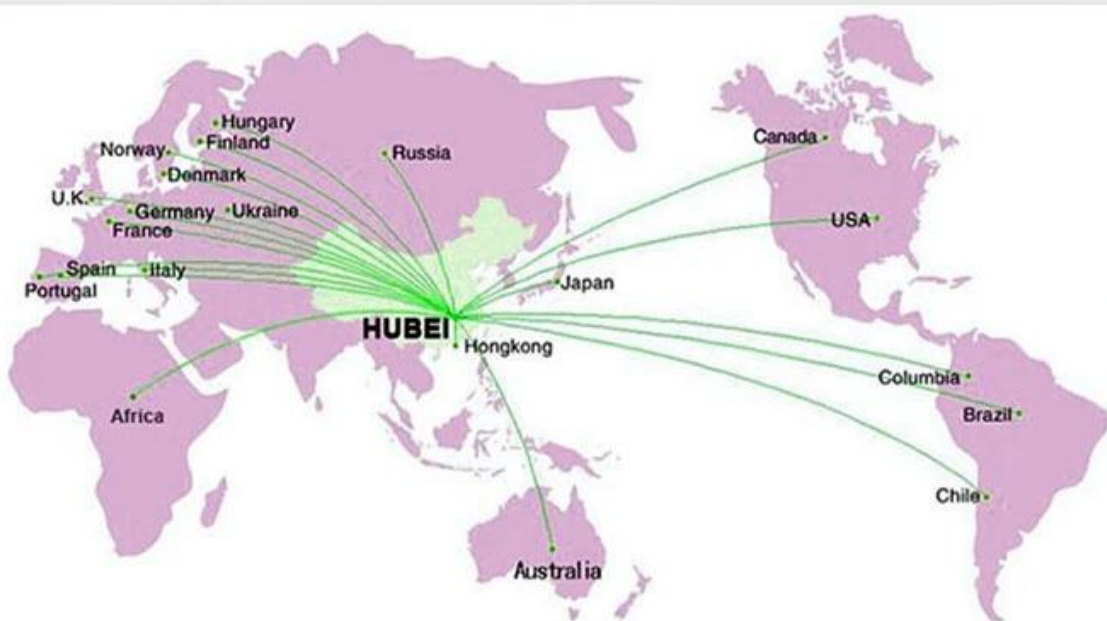 Hungary
Finland
Norway
Russia
Canada
Denmark
U.K.
Germany
Ukraine
USA
France
Spain
Italy
Japan
Portugal
HUBEI
Hongkong
Columbia
Africa
Brazil
Chile
Australia